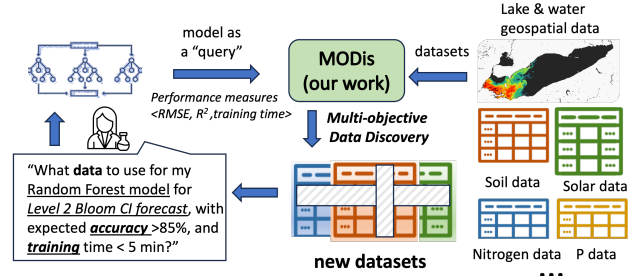 model as
a “query”
Performance measures
<RMSE, R², training time>
MODis
(our work)
datasets
Lake & water
geospatial data
Multi-objective
Data Discovery
Soil data
Solar data
Nitrogen data
P data
...
new datasets
“What data to use for my
Random Forest model for
Level 2 Bloom CI forecast, with
expected accuracy >85%, and
training time < 5 min?”